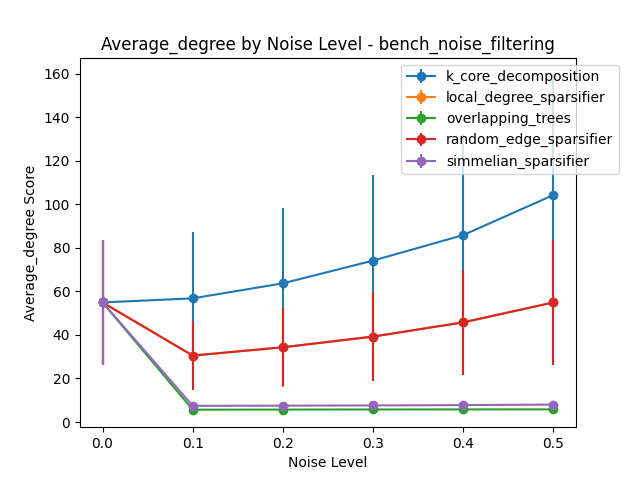 Average_degree by Noise Level - bench_noise_filtering
k_core_decomposition
local_degree_sparsifier
overlapping_trees
random_edge_sparsifier
simmelian_sparsifier
Average_degree Score
160
140
120
100
80
60
40
20
0
0.0 0.1 0.2 0.3 0.4 0.5
Noise Level